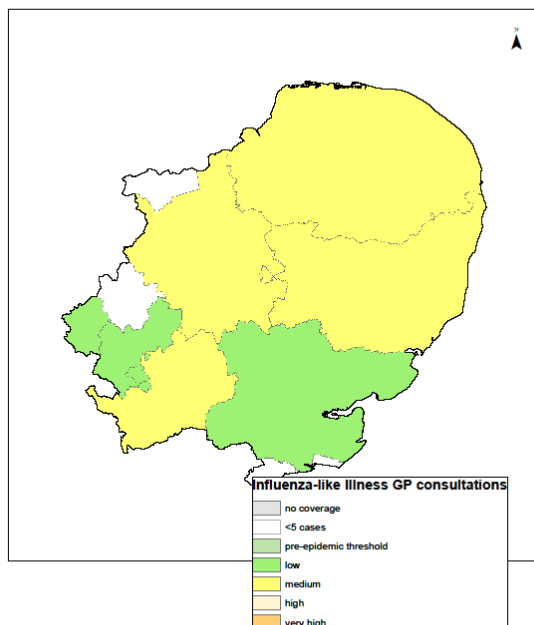 N
Influenza-like Illness GP consultations
no coverage
<5 cases
pre-epidemic threshold
low
medium
high
very high